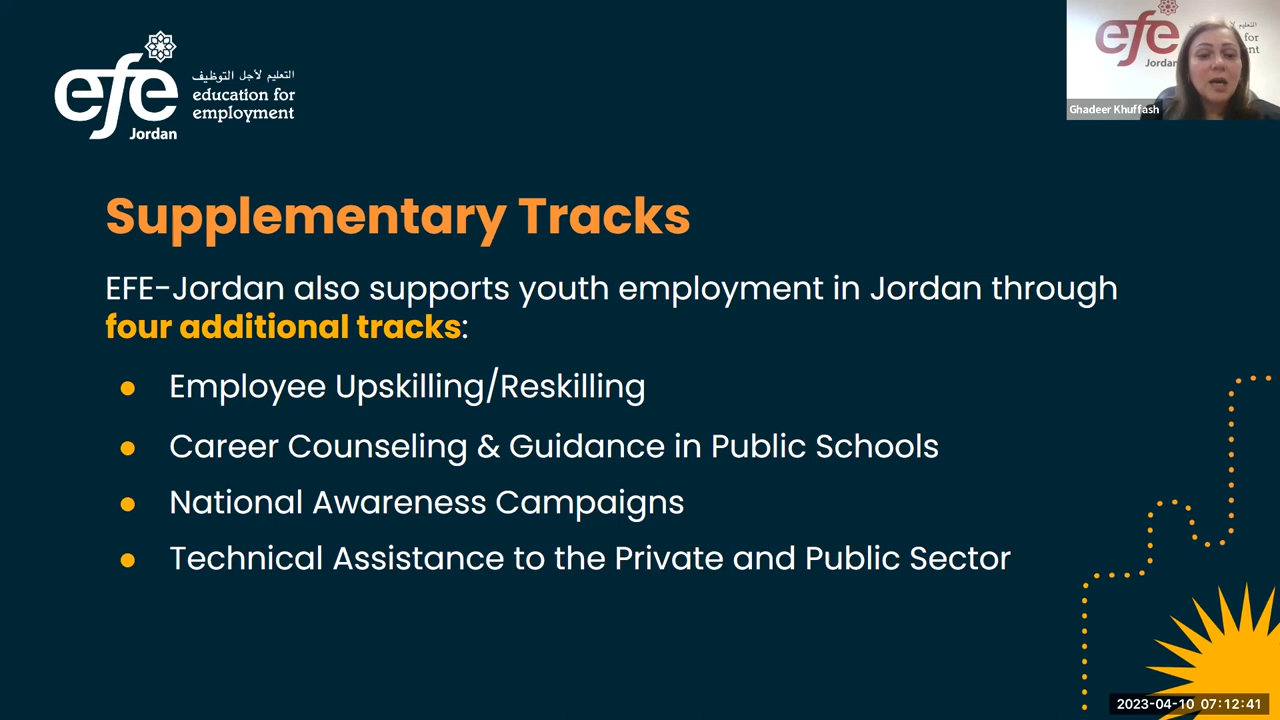 efe
Jordan
التعليم لأجل التوظيف
education for
employment
efe
Jordan
Ghadeer Khuffash
Supplementary Tracks
EFE-Jordan also supports youth employment in Jordan through
four additional tracks:
● Employee Upskilling/Reskilling
● Career Counseling & Guidance in Public Schools
● National Awareness Campaigns
● Technical Assistance to the Private and Public Sector
2023-04-10 07:12:41